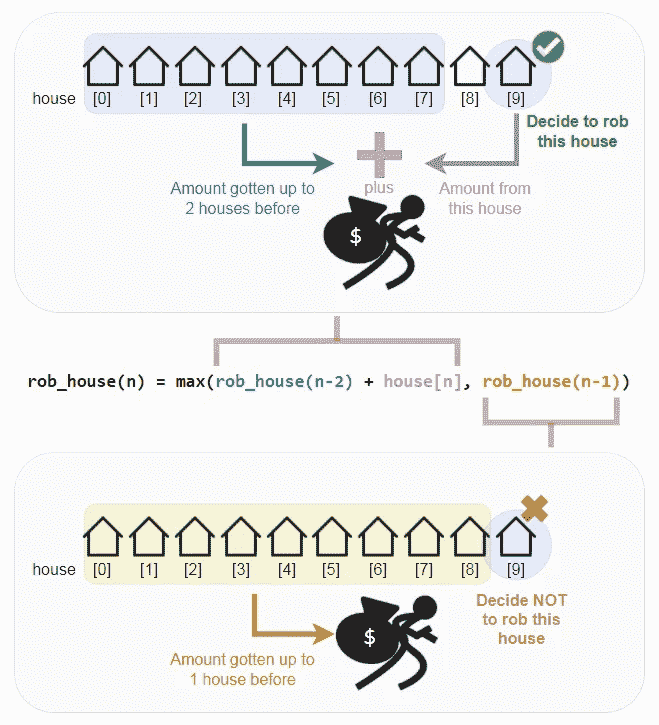 house [0] [1] [2] [3] [4] [5] [6] [7] [8] [9]
Decide to rob
this house
Amount gotten up to
2 houses before
plus
Amount from
this house
$
rob_house(n) = max(rob_house(n-2) + house[n], rob_house(n-1))
house [0] [1] [2] [3] [4] [5] [6] [7] [8] [9]
Decide NOT
to rob this
house
$
Amount gotten up to
1 house before